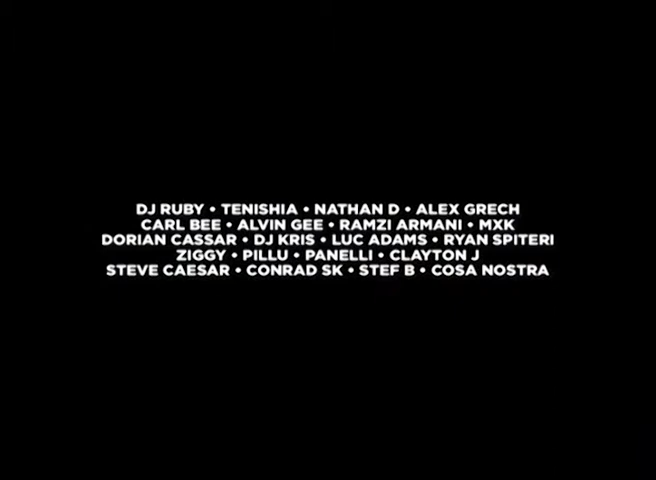 DJ RUBY • TENISHIA • NATHAN D • ALEX GRECH
CARL BEE • ALVIN GEE • RAMZI ARMANI • MXK
DORIAN CASSAR • DJ KRIS • LUC ADAMS • RYAN SPITERI
ZIGGY • PILLU • PANELLI • CLAYTON J
STEVE CAESAR • CONRAD SK • STEF B • COSA NOSTRA